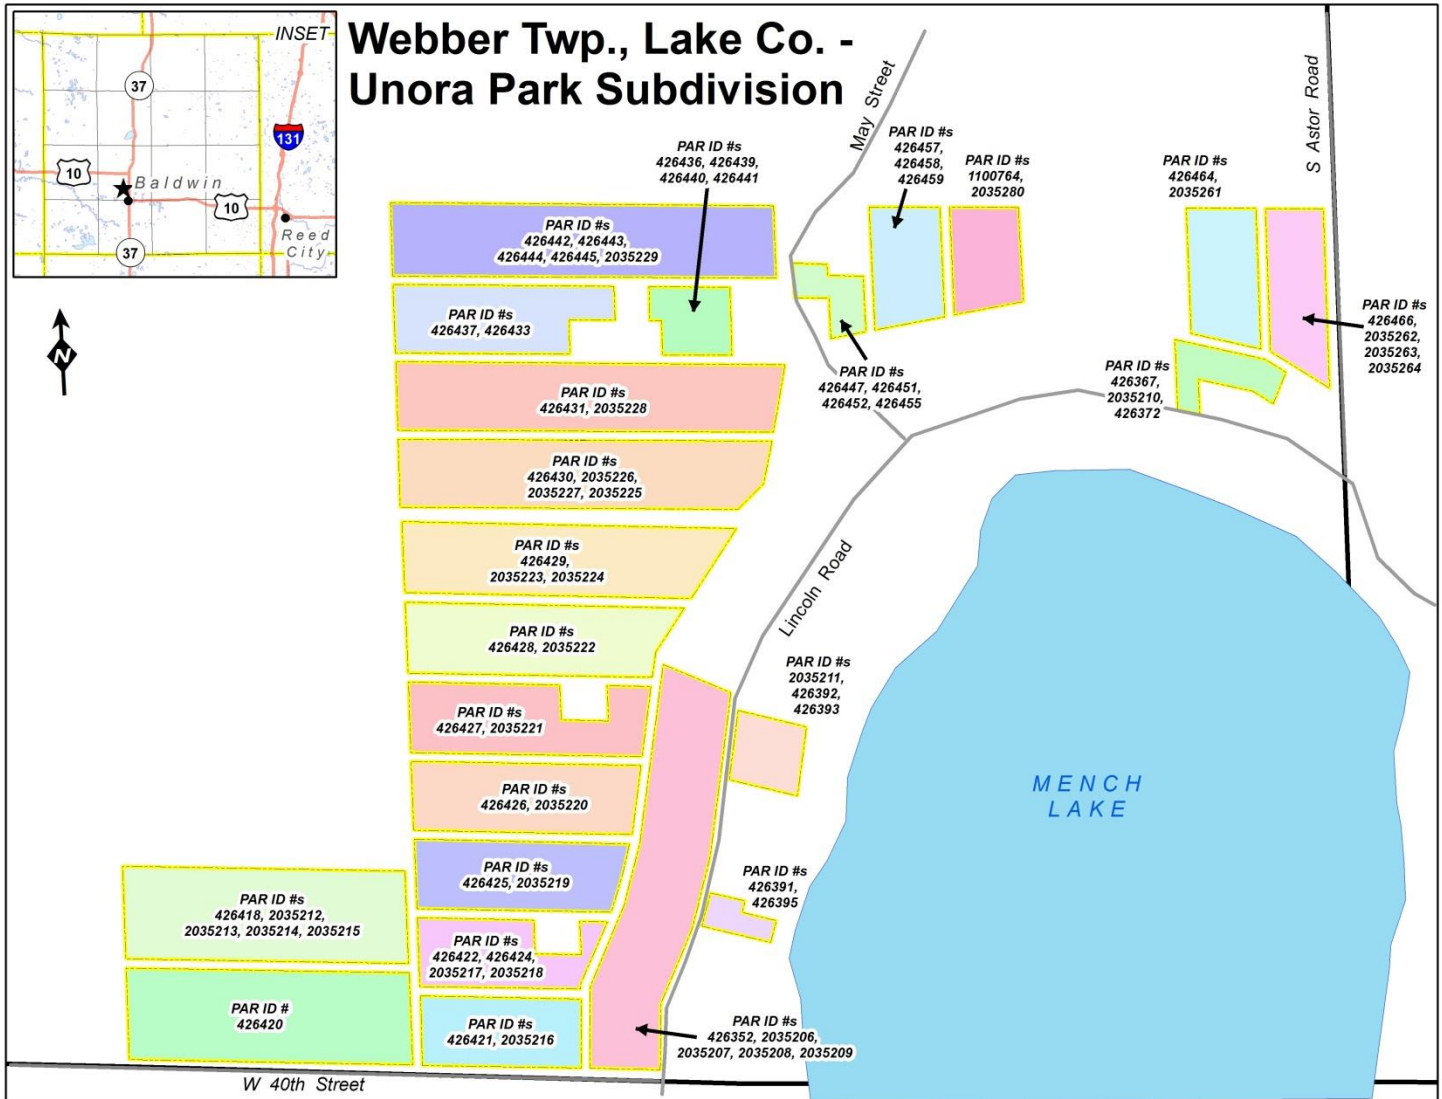 INSET
37
131
10
Baldwin
10
Reed
City
37
Webber Twp., Lake Co. -
Unora Park Subdivision
N
May Street
S Astor Road
PAR ID #s
426436, 426439,
426440, 426441
PAR ID #s
426457,
426458,
426459
PAR ID #s
1100764,
2035280
PAR ID #s
426464,
2035261
PAR ID #s
426442, 426443,
426444, 426445, 2035229
PAR ID #s
426437, 426433
PAR ID #s
426466,
2035262,
2035263,
2035264
PAR ID #s
426447, 426451,
426452, 426455
PAR ID #s
426367,
2035210,
426372
PAR ID #s
426431, 2035228
PAR ID #s
426430, 2035226,
2035227, 2035225
PAR ID #s
426429,
2035223, 2035224
Lincoln Road
PAR ID #s
426428, 2035222
PAR ID #s
2035211,
426392,
426393
PAR ID #s
426427, 2035221
PAR ID #s
426426, 2035220
MENCH
LAKE
PAR ID #s
426425, 2035219
PAR ID #s
426391,
426395
PAR ID #s
426418, 2035212,
2035213, 2035214, 2035215
PAR ID #s
426422, 426424,
2035217, 2035218
PAR ID #
426420
PAR ID #s
426421, 2035216
PAR ID #s
426352, 2035206,
2035207, 2035208, 2035209
W 40th Street